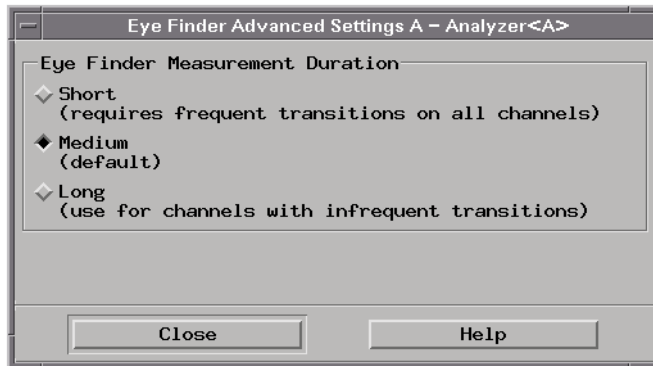 Eye Finder Advanced Settings A – Analyzer<A>
Eye Finder Measurement Duration
Short
(requires frequent transitions on all channels)
Medium
(default)
Long
(use for channels with infrequent transitions)
Close Help